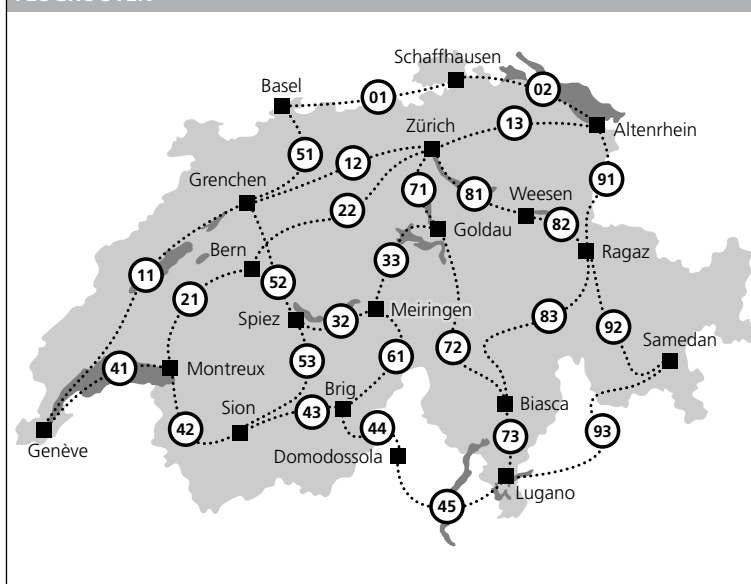 Schaffhausen
Basel
01
02
Zürich
13
Altenrhein
51
12
Grenchen
71
81
Weesen
91
22
82
Goldau
Bern
33
Ragaz
11
52
21
Meiringen
83
Spiez
32
92
Samedan
53
61
72
41
Montreux
Brig
Sion
43
Biasca
42
44
73
93
Genève
Domodossola
Lugano
45